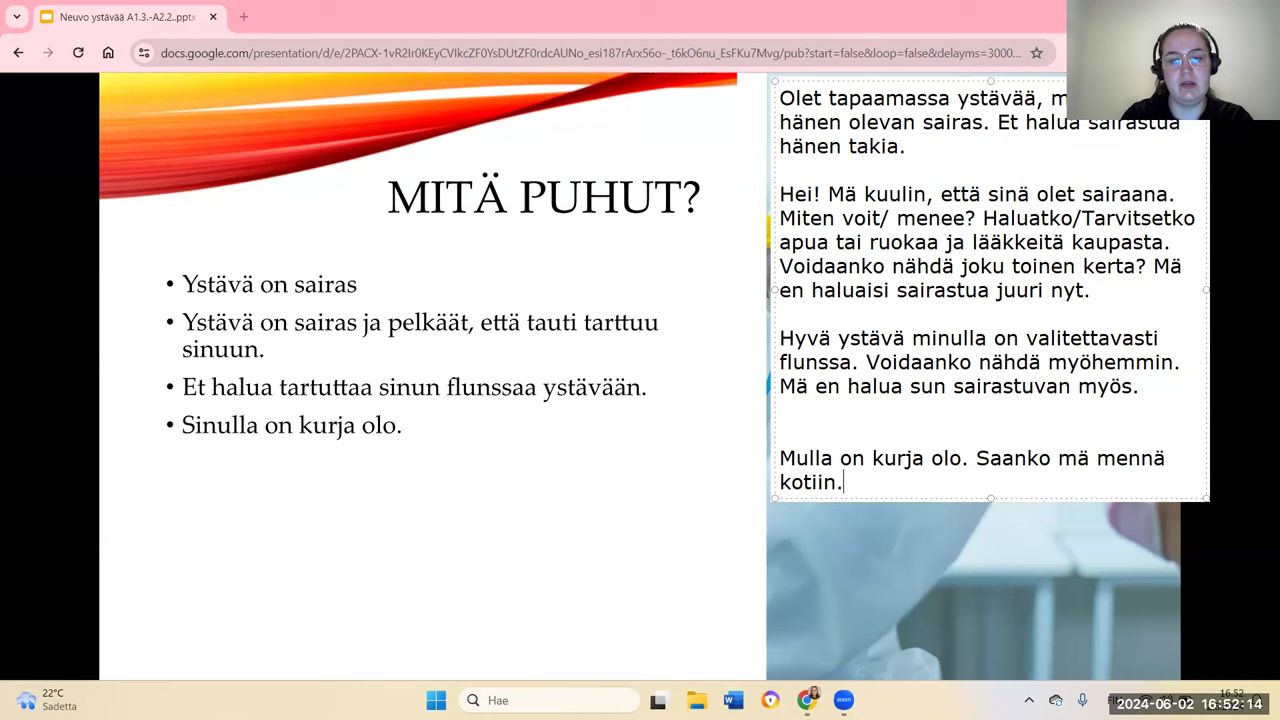 Neuvo ystävää A1.3.-A2.2..pptx
docs.google.com/presentation/d/e/2PACX-1vR2Ir0KEyCVIkcZF0YsDUtZF0rdcAUNo_esi187rArx56o-_t6kO6nu_EsFKu7Mvg/pub?start=false&loop=false&delayms=3000...
MITÄ PUHUT?
• Ystävä on sairas
• Ystävä on sairas ja pelkäät, että tauti tarttuu
sinuun.
• Et halua tartuttaa sinun flunssaa ystävään.
• Sinulla on kurja olo.
Olet tapaamassa ystävää,
hänen olevan sairas. Et halua sairastua
hänen takia.
Hei! Mä kuulin, että sinä olet sairaana.
Miten voit/ menee? Haluatko/Tarvitsetko
apua tai ruokaa ja lääkkeitä kaupasta.
Voidaanko nähdä joku toinen kerta? Mä
en haluaisi sairastua juuri nyt.
Hyvä ystävä minulla on valitettavasti
flunssa. Voidaanko nähdä myöhemmin.
Mä en halua sun sairastuvan myös.
Mulla on kurja olo. Saanko mä mennä
kotiin.
22°C
Sadetta
Hae
zoom
16.52
2024-06-02 16:52:14